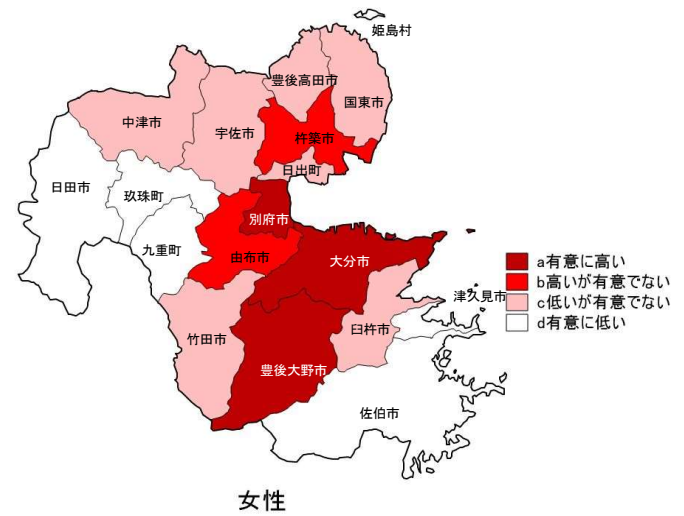 姫島村
豊後高田市
国東市
中津市
宇佐市
杵築市
日出町
日田市
玖珠町
別府市
九重町
由布市
大分市
a有意に高い
b高いが有意でない
c低いが有意でない
d有意に低い
津久見市
臼杵市
竹田市
豊後大野市
佐伯市
女性